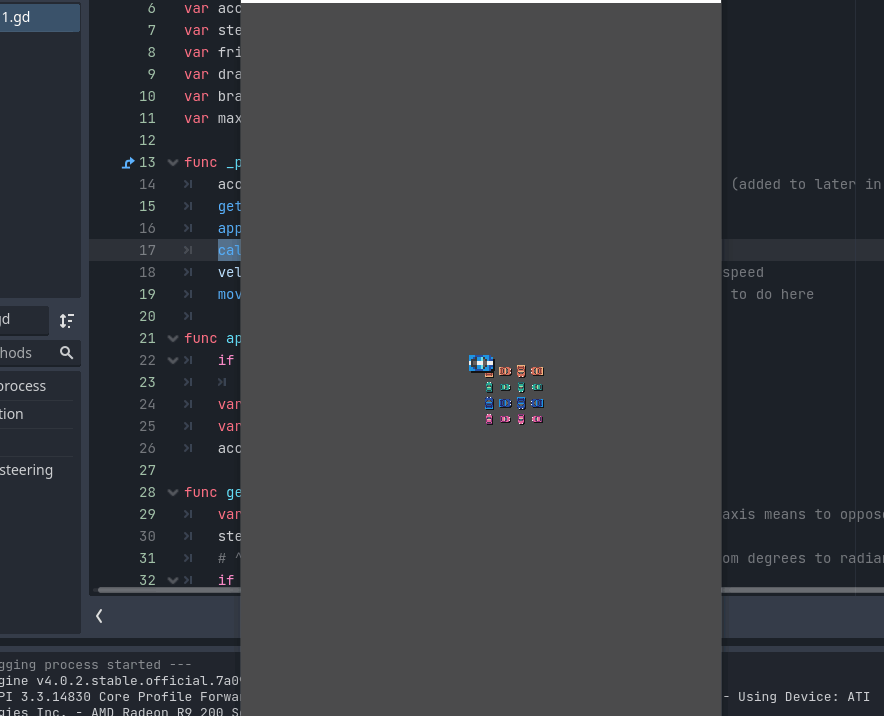 1.gd
6 var acc
7 var ste
8 var fri
9 var dra
10 var bra
11 var max
12
13 func _p
14 acc (added to later in
15 get
16 app
17 cal
18 vel speed
19 mov to do here
20
21 func ap
22 if
23
24 var
25 var
26 acc
27
28 func ge
29 var axis means to oppos
30 ste
31 # ^ om degrees to radia
32 if
gd
hods
process
tion
steering
gging process started ---
gine v4.0.2.stable.official.7a0
PI 3.3.14830 Core Profile Forwa - Using Device: ATI
gies Inc. - AMD Radeon R9 200 S